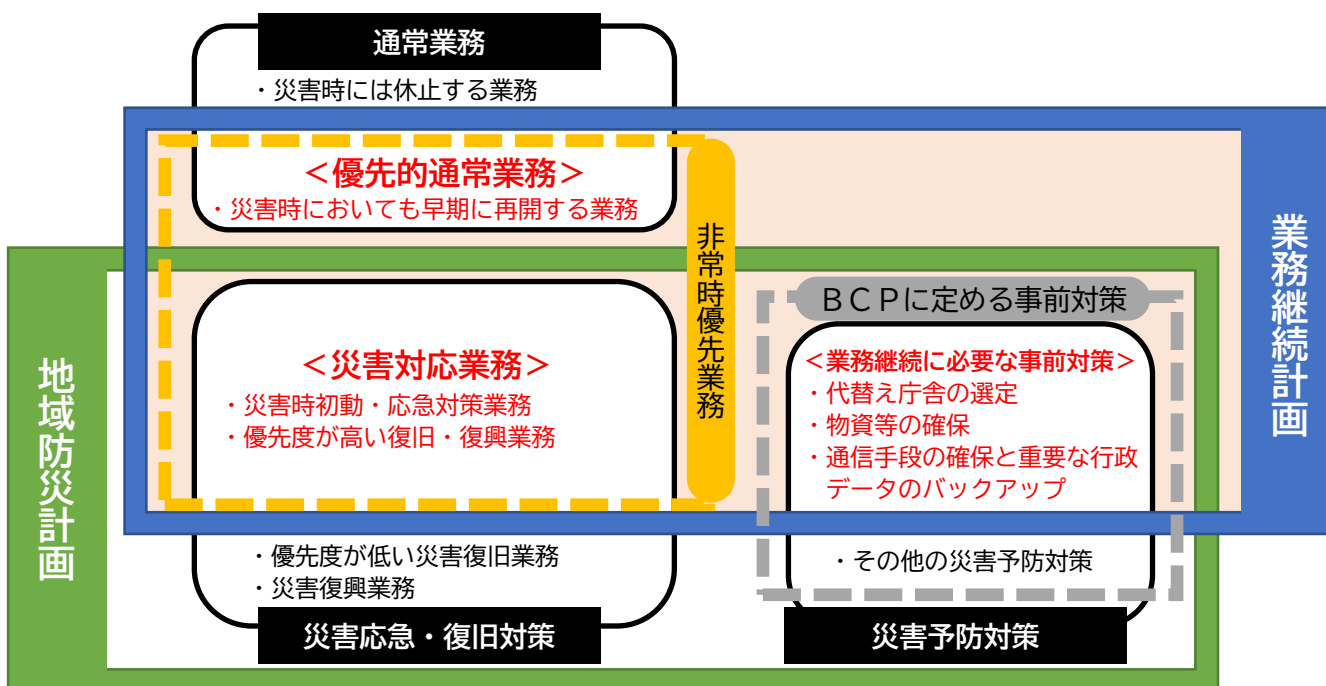 通常業務
・災害時には休止する業務
＜優先的通常業務＞
・災害時においても早期に再開する業務
非常時優先業務
業務継続計画
地域防災計画
＜災害対応業務＞
・災害時初動・応急対策業務
・優先度が高い復旧・復興業務
ＢＣＰに定める事前対策
＜業務継続に必要な事前対策＞
・代替え庁舎の選定
・物資等の確保
・通信手段の確保と重要な行政
データのバックアップ
・優先度が低い災害復旧業務
・災害復興業務
・その他の災害予防対策
災害応急・復旧対策
災害予防対策